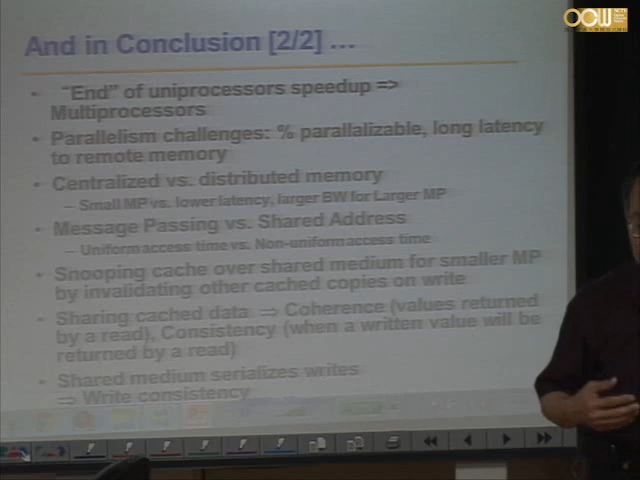 OCW
And in Conclusion [2/2] …
• “End” of uniprocessors speedup =>
Multiprocessors
• Parallelism challenges: % parallalizable, long latency
to remote memory
• Centralized vs. distributed memory
– Small MP vs. lower latency, larger BW for Larger MP
• Message Passing vs. Shared Address
– Uniform access time vs. Non-uniform access time
• Snooping cache over shared medium for smaller MP
by invalidating other cached copies on write
• Sharing cached data ⇒ Coherence (values returned
by a read), Consistency (when a written value will be
returned by a read)
• Shared medium serializes writes
⇒ Write consistency